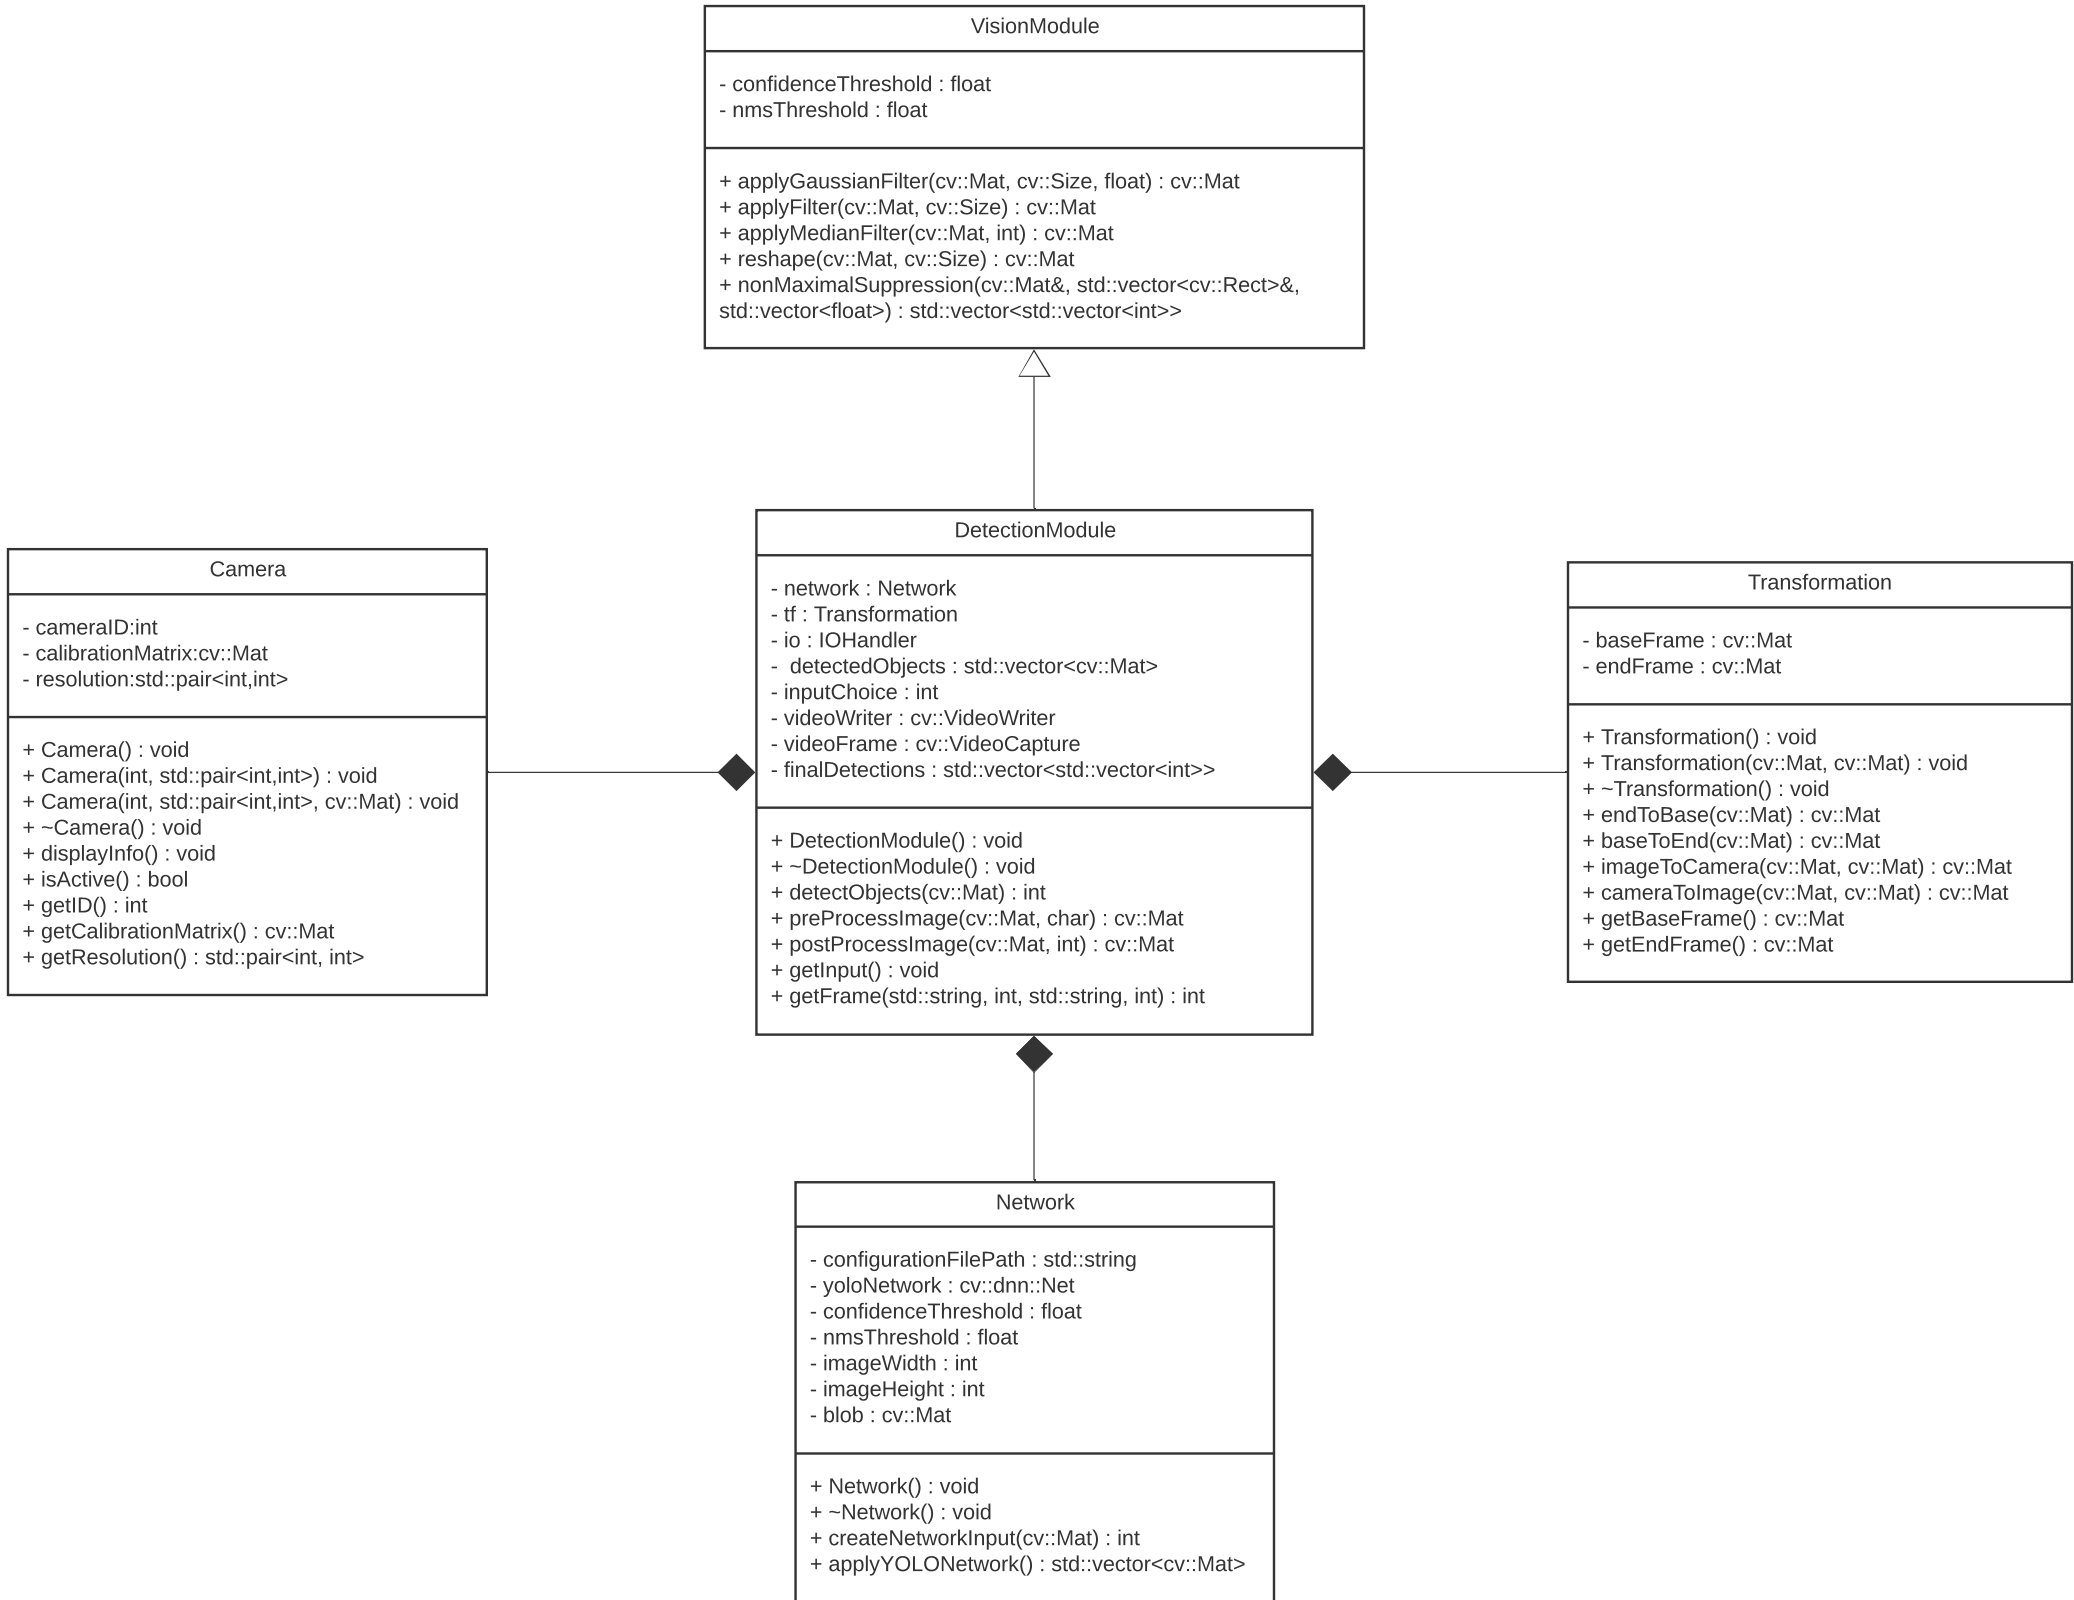 VisionModule
- confidenceThreshold : float
- nmsThreshold : float
+ applyGaussianFilter(cv::Mat, cv::Size, float) : cv::Mat
+ applyFilter(cv::Mat, cv::Size) : cv::Mat
+ applyMedianFilter(cv::Mat, int) : cv::Mat
+ reshape(cv::Mat, cv::Size) : cv::Mat
+ nonMaximalSuppression(cv::Mat&, std::vector<cv::Rect>&,
std::vector<float>) : std::vector<std::vector<int>>
Camera
- cameraID:int
- calibrationMatrix:cv::Mat
- resolution:std::pair<int,int>
+ Camera() : void
+ Camera(int, std::pair<int,int>) : void
+ Camera(int, std::pair<int,int>, cv::Mat) : void
+ ~Camera() : void
+ displayInfo() : void
+ isActive() : bool
+ getID() : int
+ getCalibrationMatrix() : cv::Mat
+ getResolution() : std::pair<int, int>
DetectionModule
- network : Network
- tf : Transformation
- io : IOHandler
-  detectedObjects : std::vector<cv::Mat>
- inputChoice : int
- videoWriter : cv::VideoWriter
- videoFrame : cv::VideoCapture
- finalDetections : std::vector<std::vector<int>>
+ DetectionModule() : void
+ ~DetectionModule() : void
+ detectObjects(cv::Mat) : int
+ preProcessImage(cv::Mat, char) : cv::Mat
+ postProcessImage(cv::Mat, int) : cv::Mat
+ getInput() : void
+ getFrame(std::string, int, std::string, int) : int
Transformation
- baseFrame : cv::Mat
- endFrame : cv::Mat
+ Transformation() : void
+ Transformation(cv::Mat, cv::Mat) : void
+ ~Transformation() : void
+ endToBase(cv::Mat) : cv::Mat
+ baseToEnd(cv::Mat) : cv::Mat
+ imageToCamera(cv::Mat, cv::Mat) : cv::Mat
+ cameraToImage(cv::Mat, cv::Mat) : cv::Mat
+ getBaseFrame() : cv::Mat
+ getEndFrame() : cv::Mat
Network
- configurationFilePath : std::string
- yoloNetwork : cv::dnn::Net
- confidenceThreshold : float
- nmsThreshold : float
- imageWidth : int
- imageHeight : int
- blob : cv::Mat
+ Network() : void
+ ~Network() : void
+ createNetworkInput(cv::Mat) : int
+ applyYOLONetwork() : std::vector<cv::Mat>